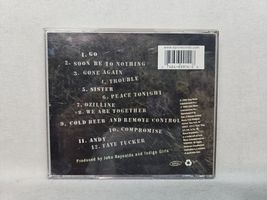 1. GO
2. SOON BE TO NOTHING
3. GONE AGAIN
4. TROUBLE
5. SISTER
6. PEACE TONIGHT
7. OZILLINE
8. WE ARE TOGETHER
9. COLD BEER AND REMOTE CONTROL
10. COMPROMISE
11. ANDY
12. FAYE TUCKER
Produced by John Reynolds and Indigo Girls